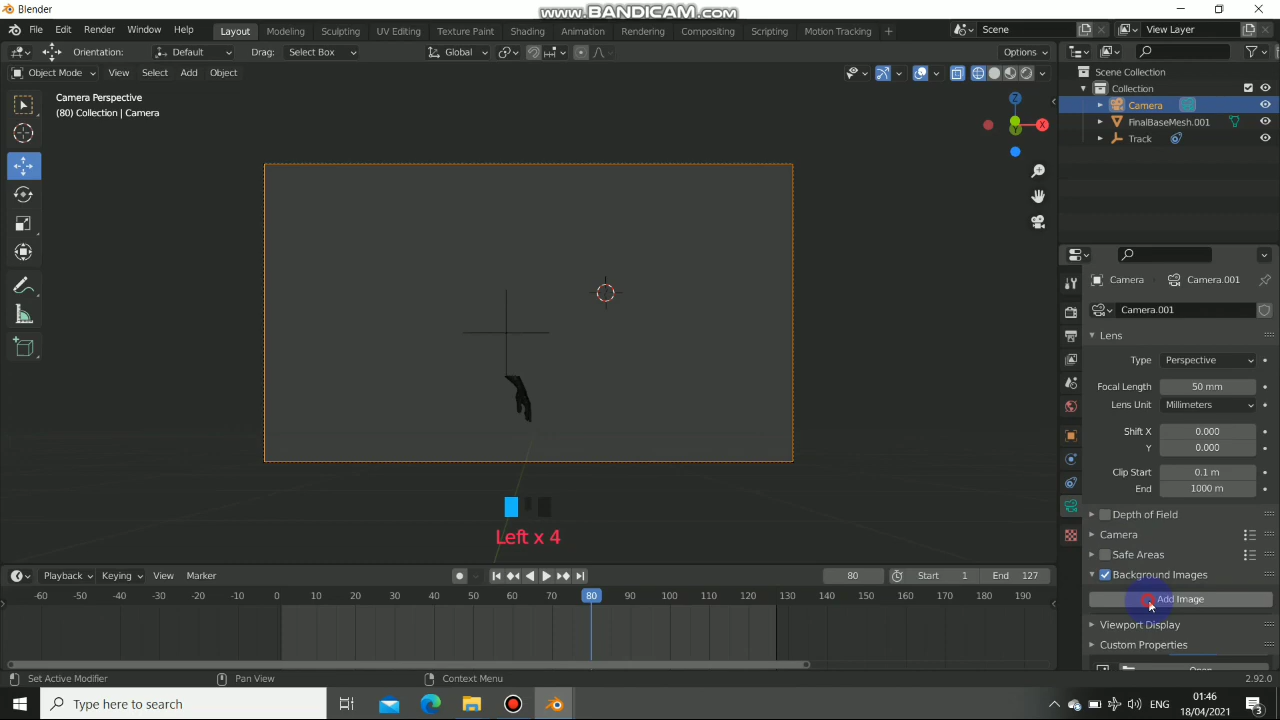 Blender
www.BANDICAM.com
File Edit Render Window Help Layout Modeling Sculpting UV Editing Texture Paint Shading Animation Rendering Compositing Scripting Motion Tracking + Scene View Layer
Orientation: Default Drag: Select Box Global Options
Object Mode View Select Add Object
Camera Perspective
(80) Collection | Camera
Z
X
Y
Scene Collection
Collection
Camera
FinalBaseMesh.001
Track
Camera Camera.001
Camera.001
Lens
Type Perspective
Focal Length 50 mm
Lens Unit Millimeters
Shift X 0.000
Y 0.000
Clip Start 0.1 m
End 1000 m
Depth of Field
Camera
Safe Areas
Background Images
Add Image
Viewport Display
Custom Properties
Left x 4
Playback Keying View Marker 80 Start 1 End 127
-60 -50 -40 -30 -20 -10 0 10 20 30 40 50 60 70 80 90 100 110 120 130 140 150 160 170 180 190
Set Active Modifier Pan View Context Menu 2.92.0
Type here to search
ENG
01:46
18/04/2021
3